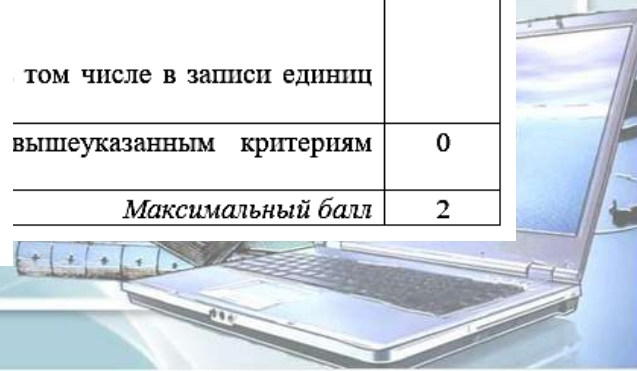 том числе в записи единиц
вышеуказанным критериям 0
Максимальный балл 2